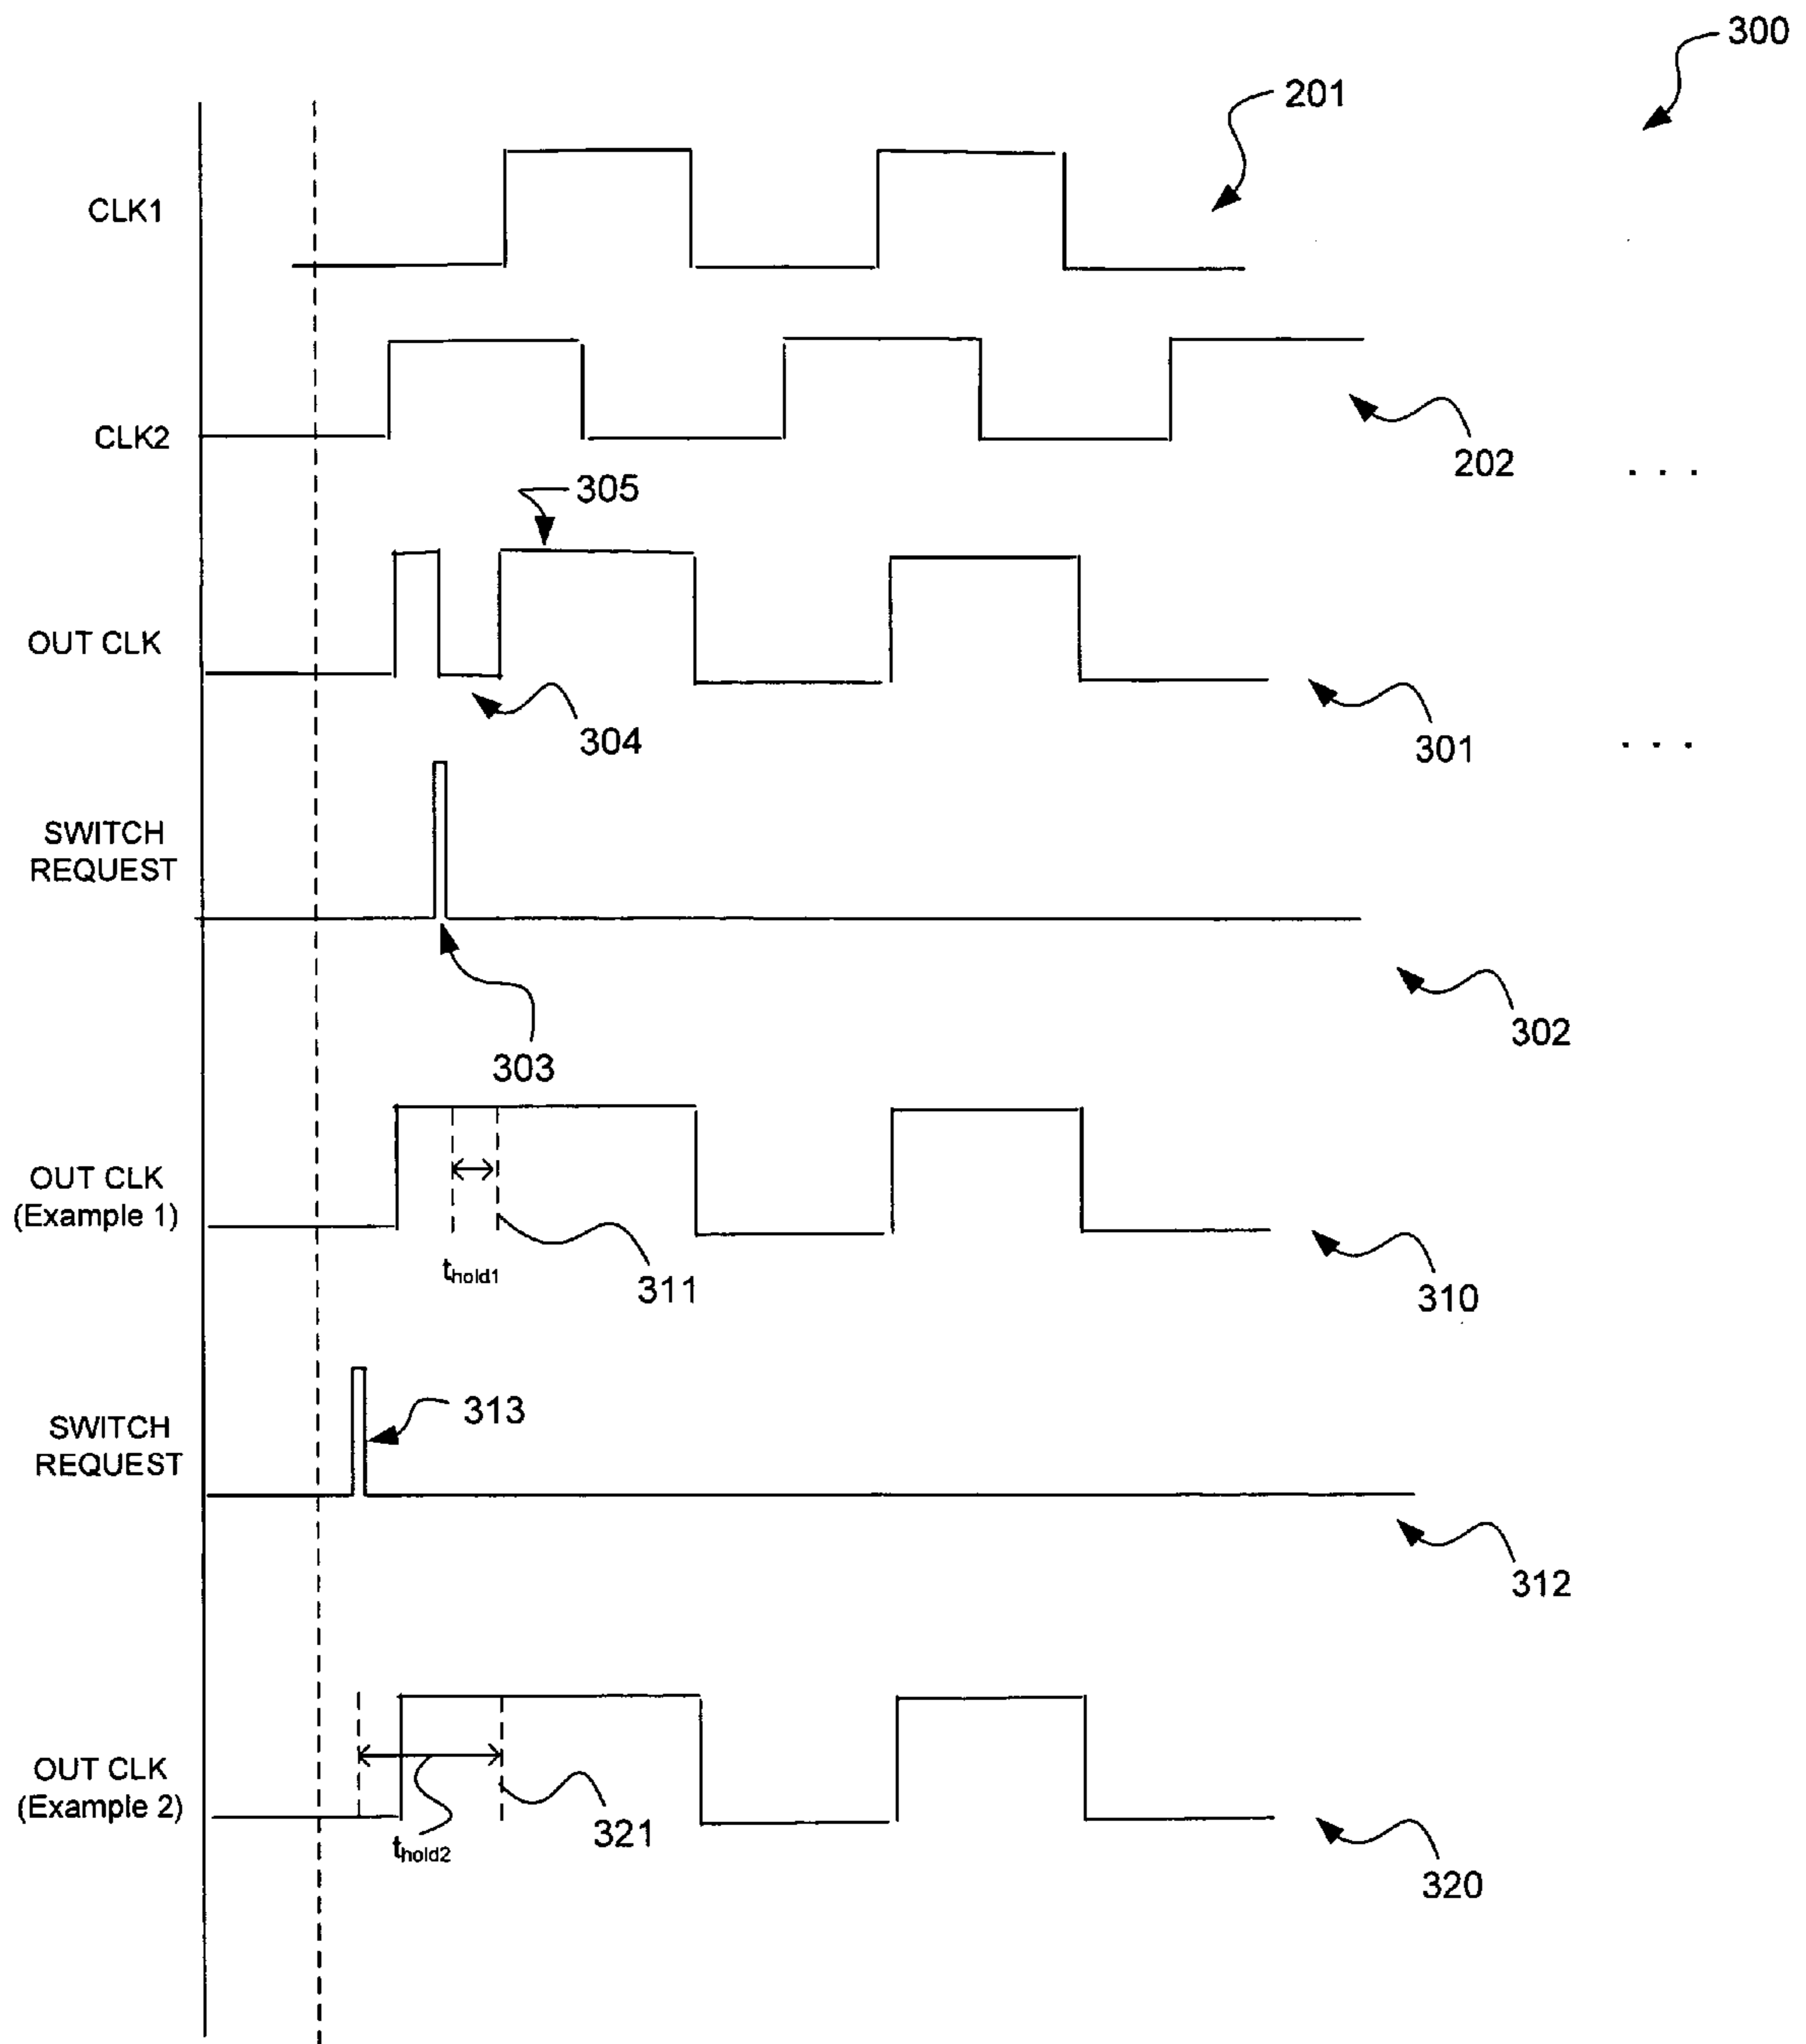 300
201
CLK1
CLK2
202
. . .
305
OUT CLK
304
301
. . .
SWITCH
REQUEST
303
302
OUT CLK
(Example 1)
thold1
311
310
SWITCH
REQUEST
313
312
OUT CLK
(Example 2)
thold2
321
320